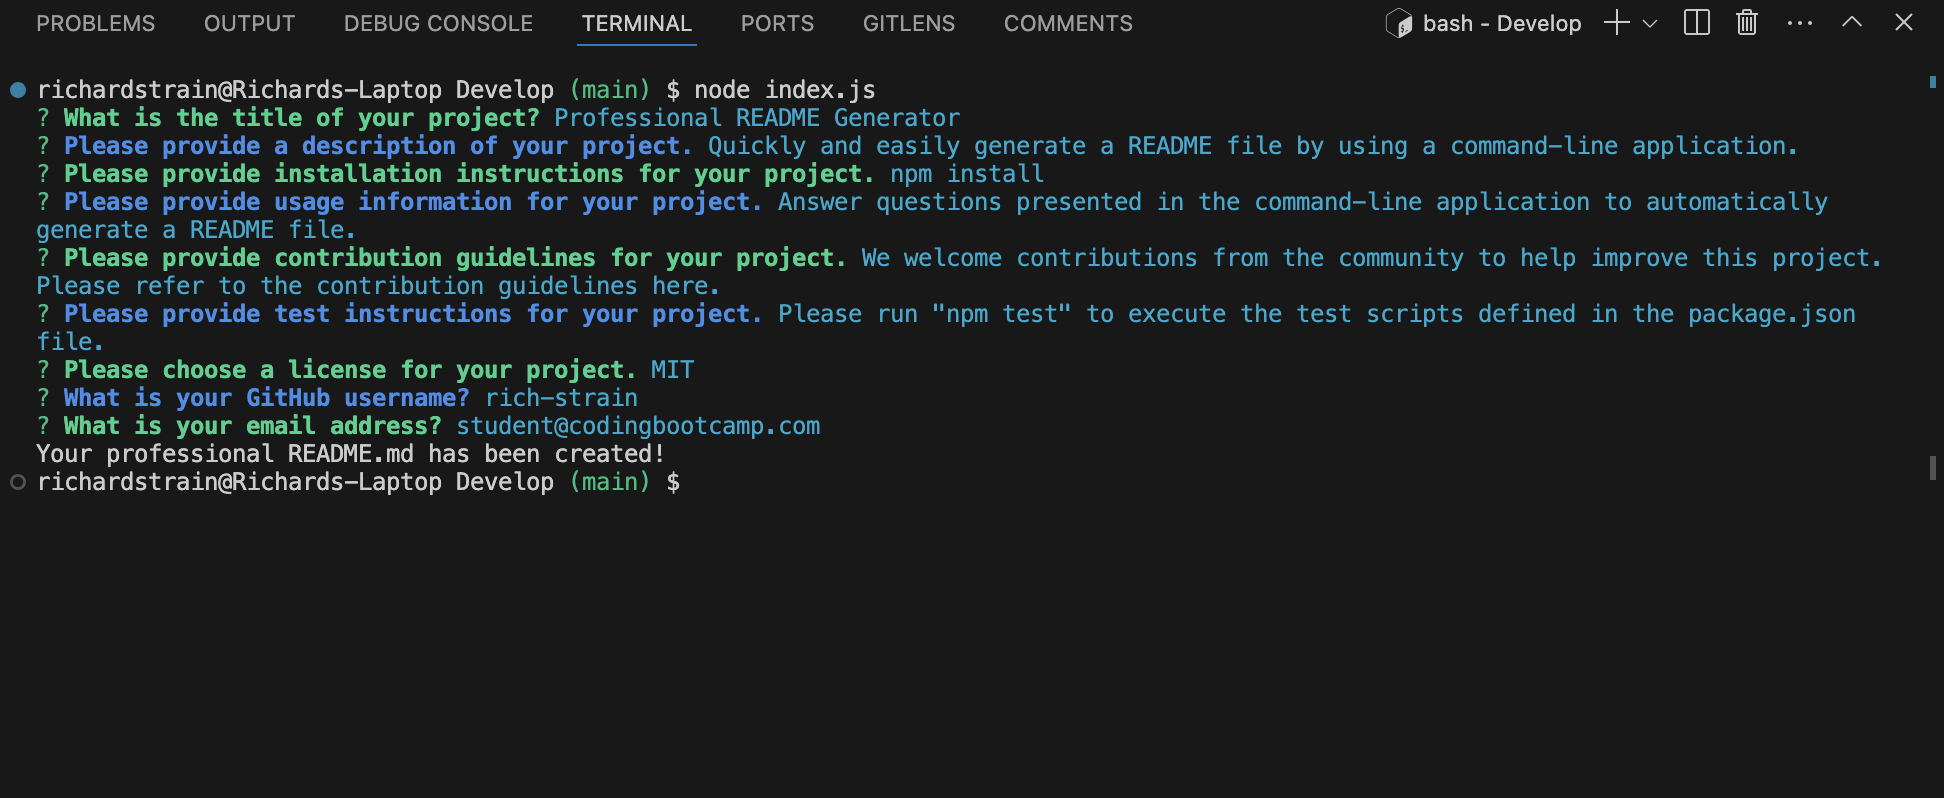 PROBLEMS OUTPUT DEBUG CONSOLE TERMINAL PORTS GITLENS COMMENTS bash - Develop
richardstrain@Richards-Laptop Develop (main) $ node index.js
? What is the title of your project? Professional README Generator
? Please provide a description of your project. Quickly and easily generate a README file by using a command-line application.
? Please provide installation instructions for your project. npm install
? Please provide usage information for your project. Answer questions presented in the command-line application to automatically
generate a README file.
? Please provide contribution guidelines for your project. We welcome contributions from the community to help improve this project.
Please refer to the contribution guidelines here.
? Please provide test instructions for your project. Please run "npm test" to execute the test scripts defined in the package.json
file.
? Please choose a license for your project. MIT
? What is your GitHub username? rich-strain
? What is your email address? student@codingbootcamp.com
Your professional README.md has been created!
richardstrain@Richards-Laptop Develop (main) $